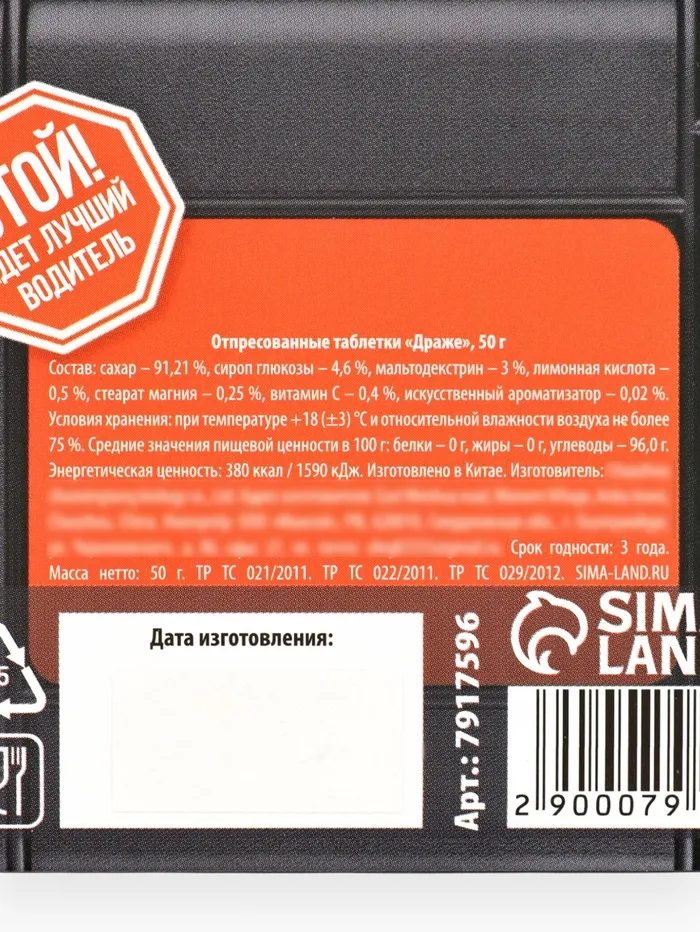 ТОЙ!
ДЕТ ЛУЧШИЙ
ВОДИТЕЛЬ
Отпресованные таблетки «Драже», 50 г
Состав: сахар – 91,21 %, сироп глюкозы – 4,6 %, мальтодекстрин – 3 %, лимонная кислота –
0,5 %, стеарат магния – 0,25 %, витамин С – 0,4 %, искусственный ароматизатор – 0,02 %.
Условия хранения: при температуре +18 (±3) °С и относительной влажности воздуха не более
75 %. Средние значения пищевой ценности в 100 г: белки – 0 г, жиры – 0 г, углеводы – 96,0 г.
Энергетическая ценность: 380 ккал / 1590 кДж. Изготовлено в Китае. Изготовитель:
Срок годности: 3 года.
Масса нетто: 50 г. ТР ТС 021/2011. ТР ТС 022/2011. ТР ТС 029/2012. SIMA-LAND.RU
Дата изготовления:
Арт.: 7917596
SIM
LAN
2 900079
5